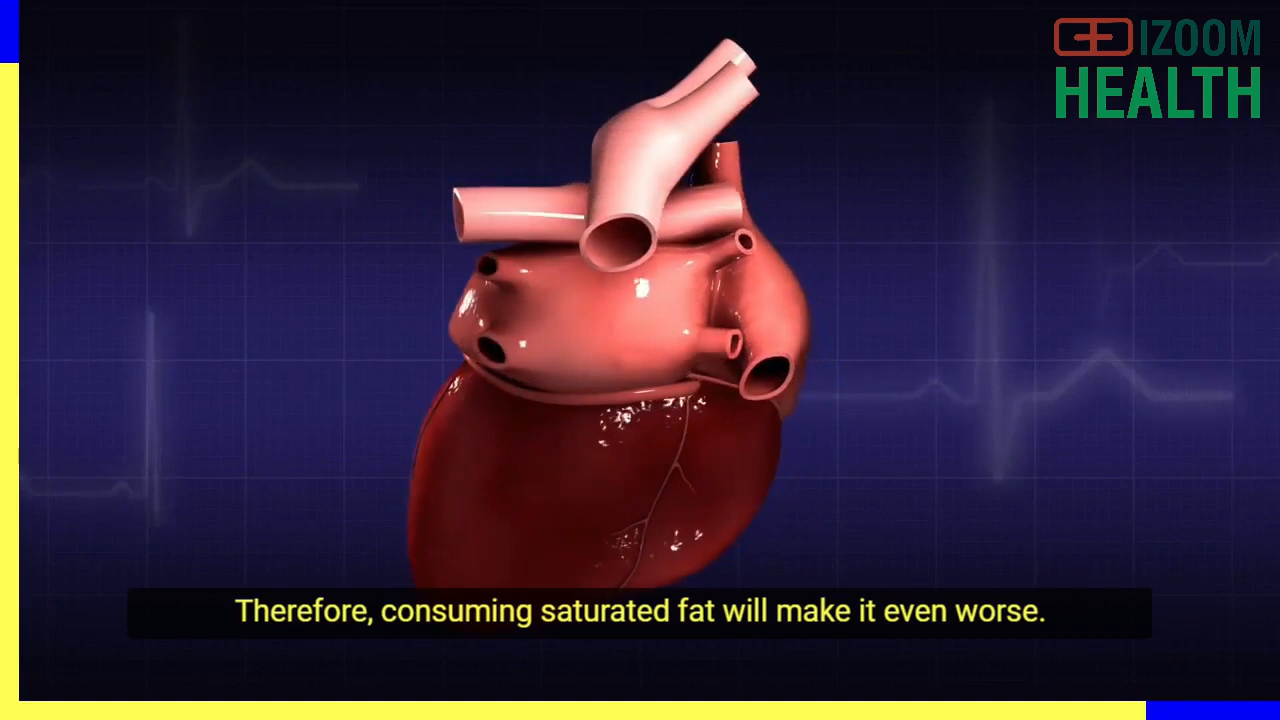 IZOOM
HEALTH
Therefore, consuming saturated fat will make it even worse.